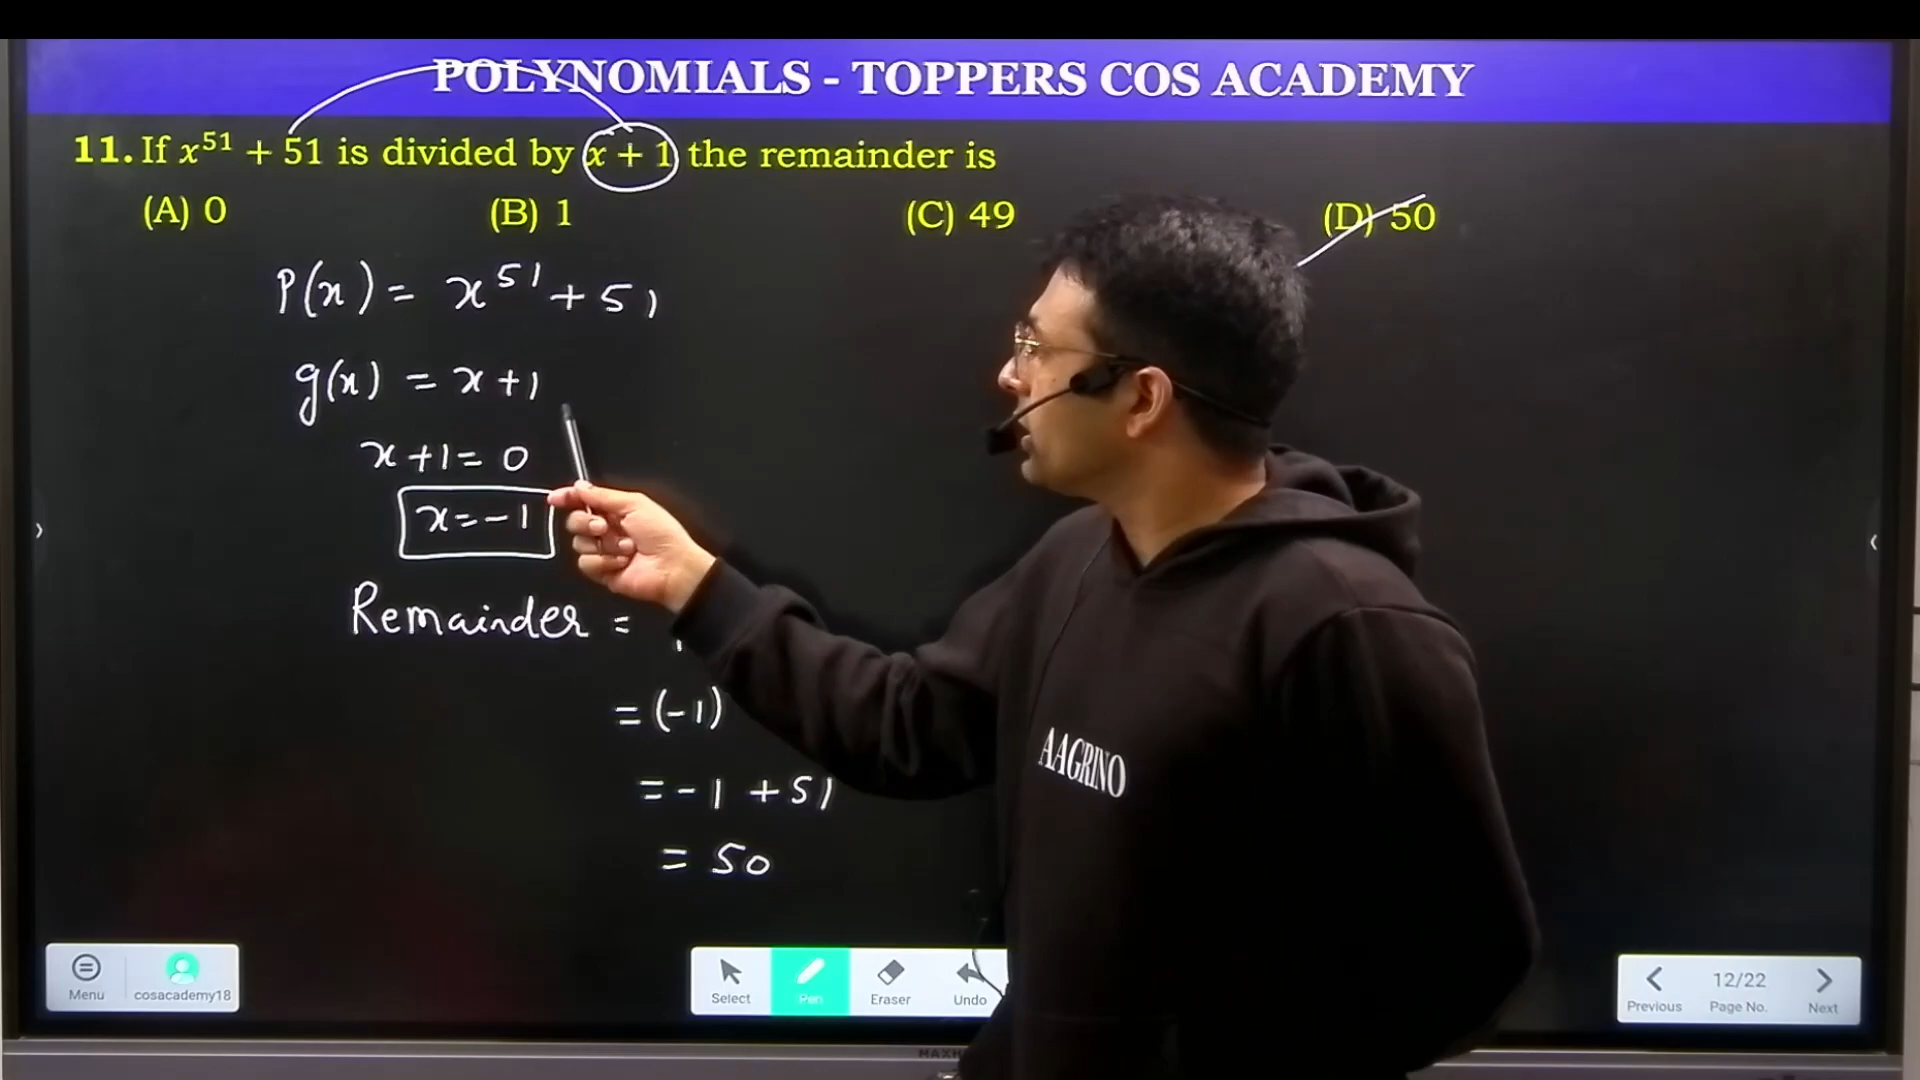 POLYNOMIALS - TOPPERS COS ACADEMY
11. If x⁵¹ + 51 is divided by x + 1 the remainder is
(A) 0 (B) 1 (C) 49 (D) 50
P(x) = x⁵¹ + 51
g(x) = x + 1
x + 1 = 0
x = -1
Remainder =
= (-1)
= -1 + 51
= 50
AAGRINO
Menu cosacademy18 Select Pen Eraser Undo
Previous 12/22 Page No. Next